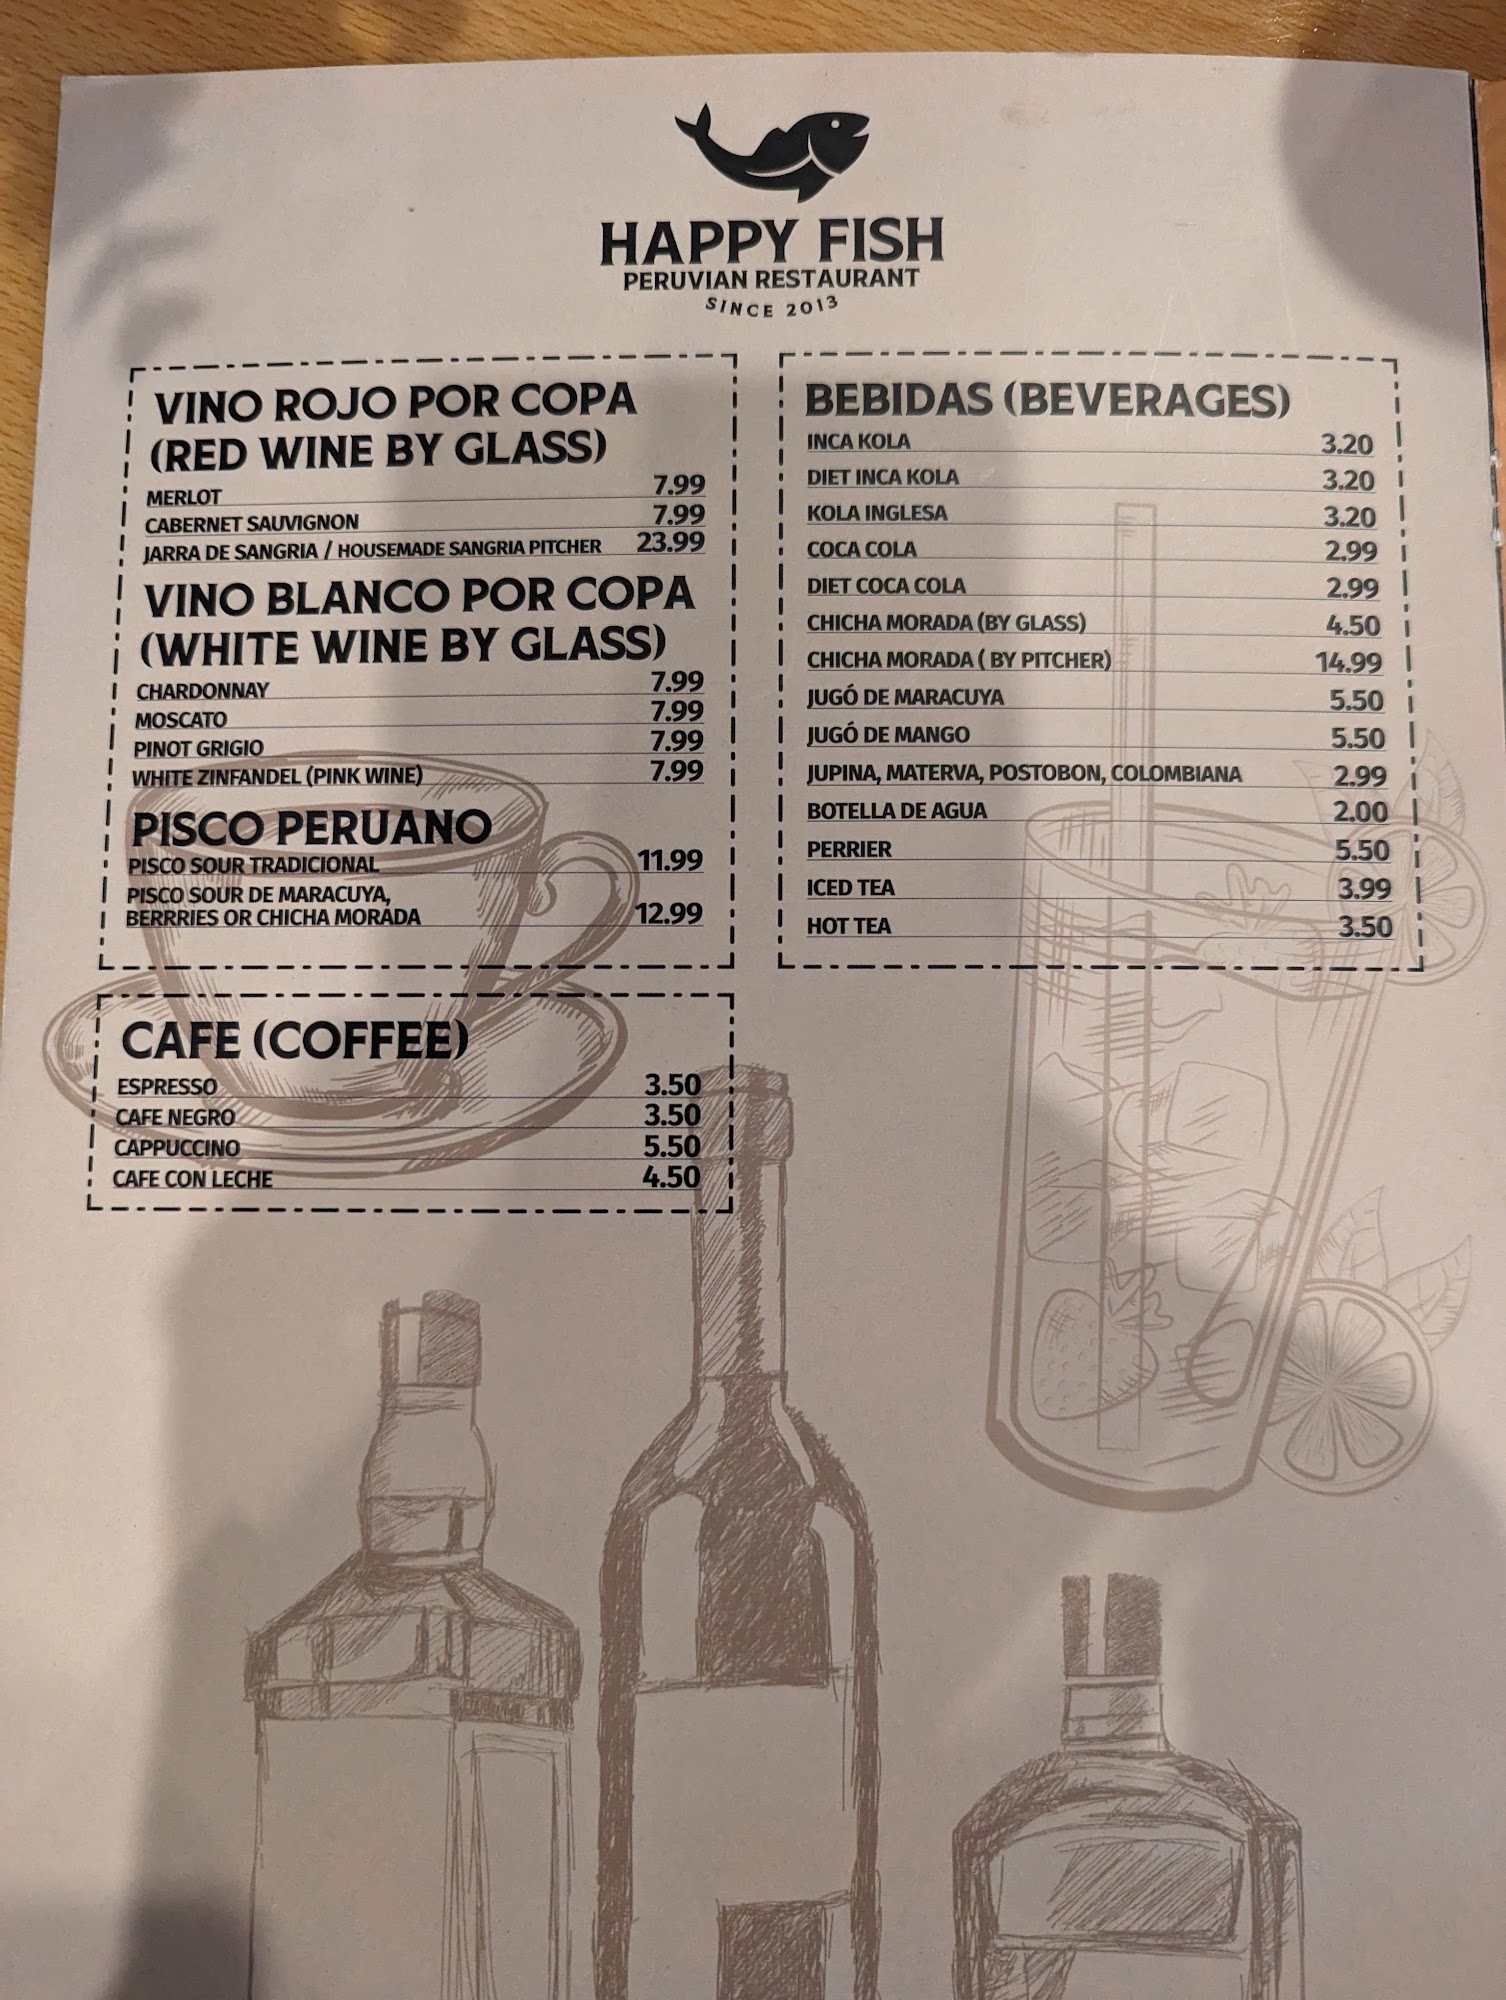 HAPPY FISH
PERUVIAN RESTAURANT
SINCE 2013
VINO ROJO POR COPA
(RED WINE BY GLASS)
MERLOT 7.99
CABERNET SAUVIGNON 7.99
JARRA DE SANGRIA / HOUSEMADE SANGRIA PITCHER 23.99
VINO BLANCO POR COPA
(WHITE WINE BY GLASS)
CHARDONNAY 7.99
MOSCATO 7.99
PINOT GRIGIO 7.99
WHITE ZINFANDEL (PINK WINE) 7.99
PISCO PERUANO
PISCO SOUR TRADICIONAL 11.99
PISCO SOUR DE MARACUYA,
BERRRIES OR CHICHA MORADA 12.99
CAFE (COFFEE)
ESPRESSO 3.50
CAFE NEGRO 3.50
CAPPUCCINO 5.50
CAFE CON LECHE 4.50
BEBIDAS (BEVERAGES)
INCA KOLA 3.20
DIET INCA KOLA 3.20
KOLA INGLESA 3.20
COCA COLA 2.99
DIET COCA COLA 2.99
CHICHA MORADA (BY GLASS) 4.50
CHICHA MORADA ( BY PITCHER) 14.99
JUGÓ DE MARACUYA 5.50
JUGÓ DE MANGO 5.50
JUPINA, MATERVA, POSTOBON, COLOMBIANA 2.99
BOTELLA DE AGUA 2.00
PERRIER 5.50
ICED TEA 3.99
HOT TEA 3.50